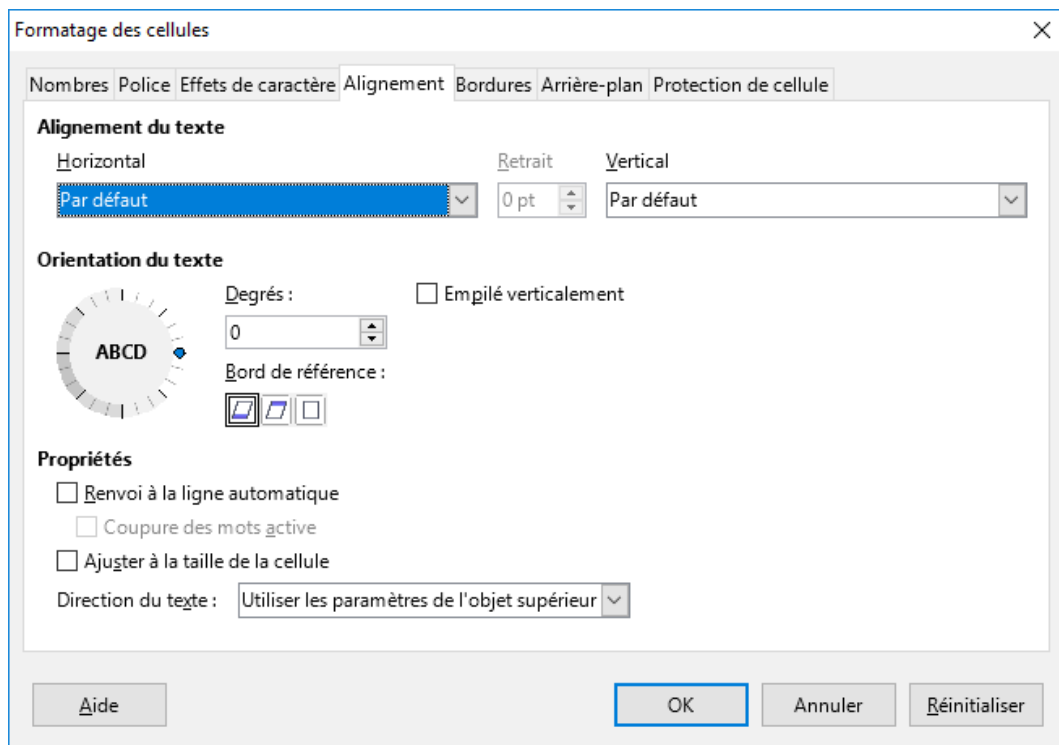 Formatage des cellules
Nombres Police Effets de caractère Alignement Bordures Arrière-plan Protection de cellule
Alignement du texte
Horizontal Retrait Vertical
Par défaut 0 pt Par défaut
Orientation du texte
Degrés : Empilé verticalement
0
ABCD
Bord de référence :
Propriétés
Renvoi à la ligne automatique
Coupure des mots active
Ajuster à la taille de la cellule
Direction du texte : Utiliser les paramètres de l'objet supérieur
Aide OK Annuler Réinitialiser